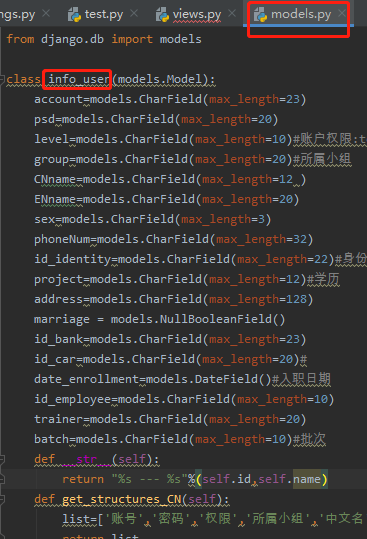 ngs.py test.py views.py models.py
from django.db import models
class info_user(models.Model):
account=models.CharField(max_length=23)
psd=models.CharField(max_length=20)
level=models.CharField(max_length=10)#账户权限:t
group=models.CharField(max_length=20)#所属小组
CNname=models.CharField(max_length=12 )
ENname=models.CharField(max_length=20)
sex=models.CharField(max_length=3)
phoneNum=models.CharField(max_length=32)
id_identity=models.CharField(max_length=22)#身份
project=models.CharField(max_length=12)#学历
address=models.CharField(max_length=128)
marriage = models.NullBooleanField()
id_bank=models.CharField(max_length=23)
id_car=models.CharField(max_length=20)#
date_enrollment=models.DateField()#入职日期
id_employee=models.CharField(max_length=10)
trainer=models.CharField(max_length=20)
batch=models.CharField(max_length=10)#批次
def __str__(self):
return "%s --- %s"%(self.id,self.name)
def get_structures_CN(self):
list=['账号','密码','权限','所属小组','中文名
return list